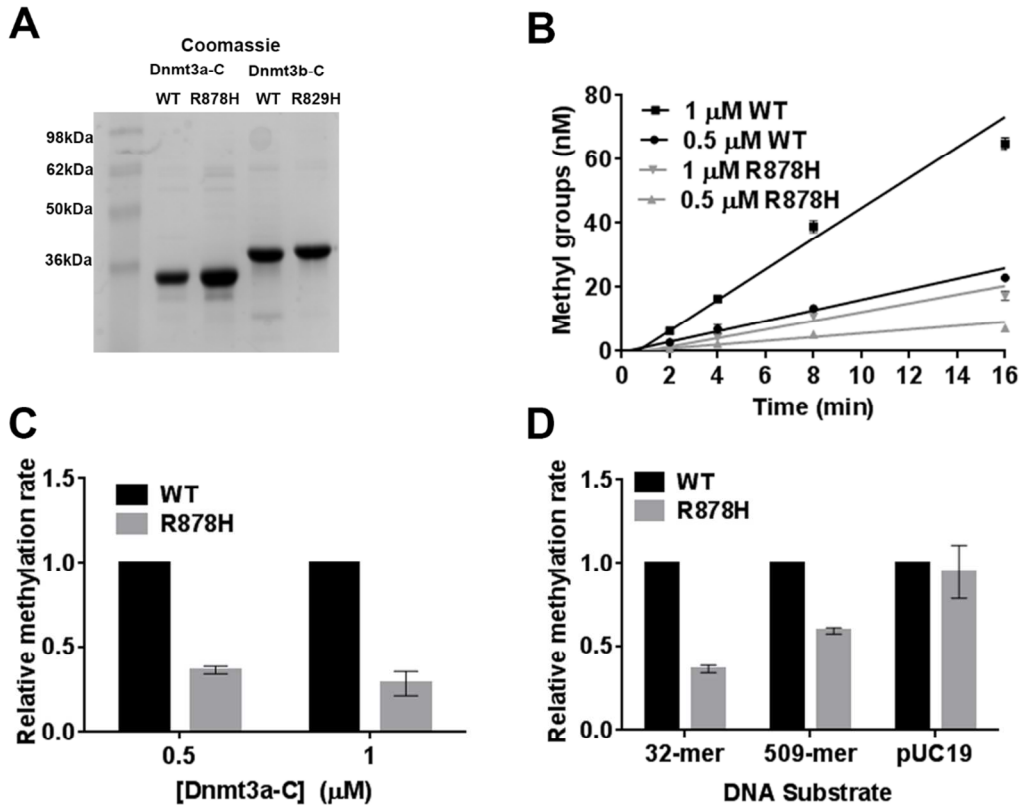 A
Coomassie
Dnmt3a-C Dnmt3b-C
WT R878H WT R829H
98kDa
62kDa
50kDa
36kDa
B
Methyl groups (nM)
80
60
40
20
0
1 μM WT
0.5 μM WT
1 μM R878H
0.5 μM R878H
0 2 4 6 8 10 12 14 16
Time (min)
C
Relative methylation rate
1.5
1.0
0.5
0.0
WT
R878H
0.5 1
[Dnmt3a-C] (μM)
D
Relative methylation rate
1.5
1.0
0.5
0.0
WT
R878H
32-mer 509-mer pUC19
DNA Substrate